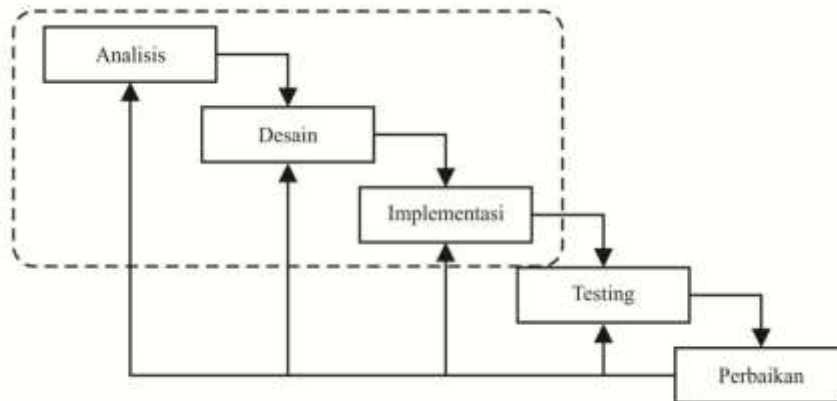 Analisis
Desain
Implementasi
Testing
Perbaikan